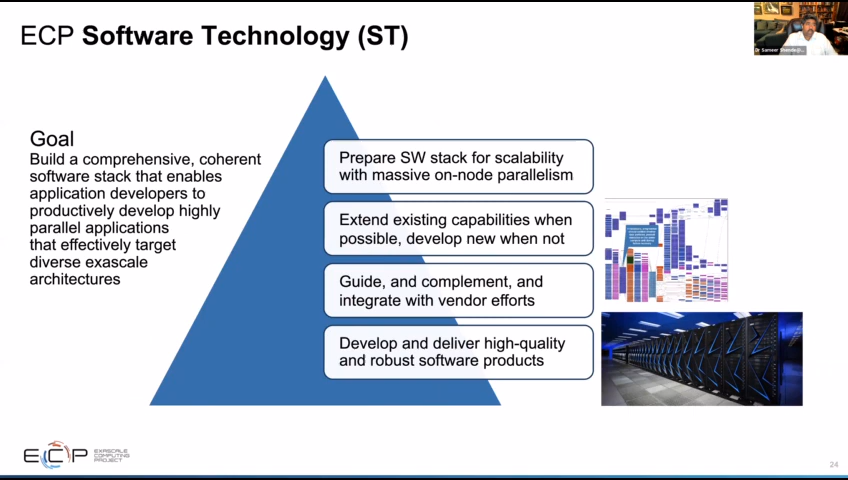 ECP Software Technology (ST)
Dr Sameer Shende
Goal
Build a comprehensive, coherent
software stack that enables
application developers to
productively develop highly
parallel applications
that effectively target
diverse exascale
architectures
Prepare SW stack for scalability
with massive on-node parallelism
Extend existing capabilities when
possible, develop new when not
Guide, and complement, and
integrate with vendor efforts
Develop and deliver high-quality
and robust software products
ECP
EXASCALE
COMPUTING
PROJECT
24